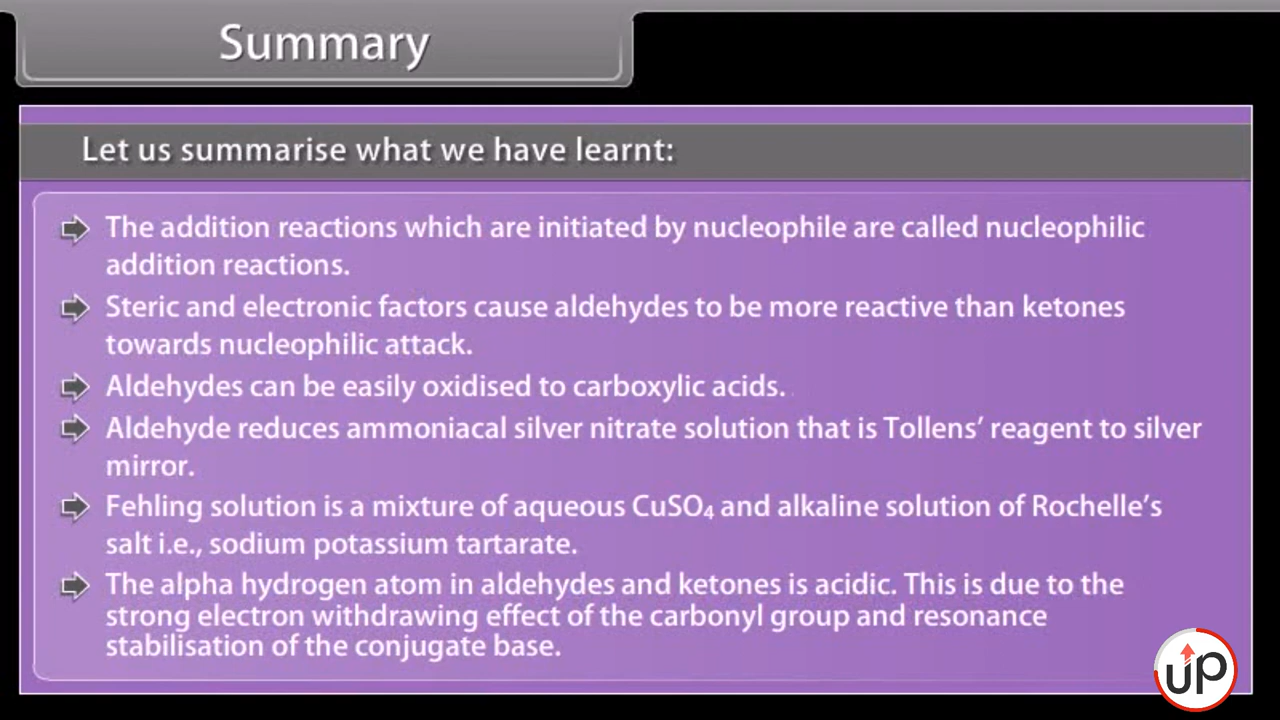 Summary
Let us summarise what we have learnt:
The addition reactions which are initiated by nucleophile are called nucleophilic
addition reactions.
Steric and electronic factors cause aldehydes to be more reactive than ketones
towards nucleophilic attack.
Aldehydes can be easily oxidised to carboxylic acids.
Aldehyde reduces ammoniacal silver nitrate solution that is Tollens’ reagent to silver
mirror.
Fehling solution is a mixture of aqueous CuSO₄ and alkaline solution of Rochelle’s
salt i.e., sodium potassium tartarate.
The alpha hydrogen atom in aldehydes and ketones is acidic. This is due to the
strong electron withdrawing effect of the carbonyl group and resonance
stabilisation of the conjugate base.
UP